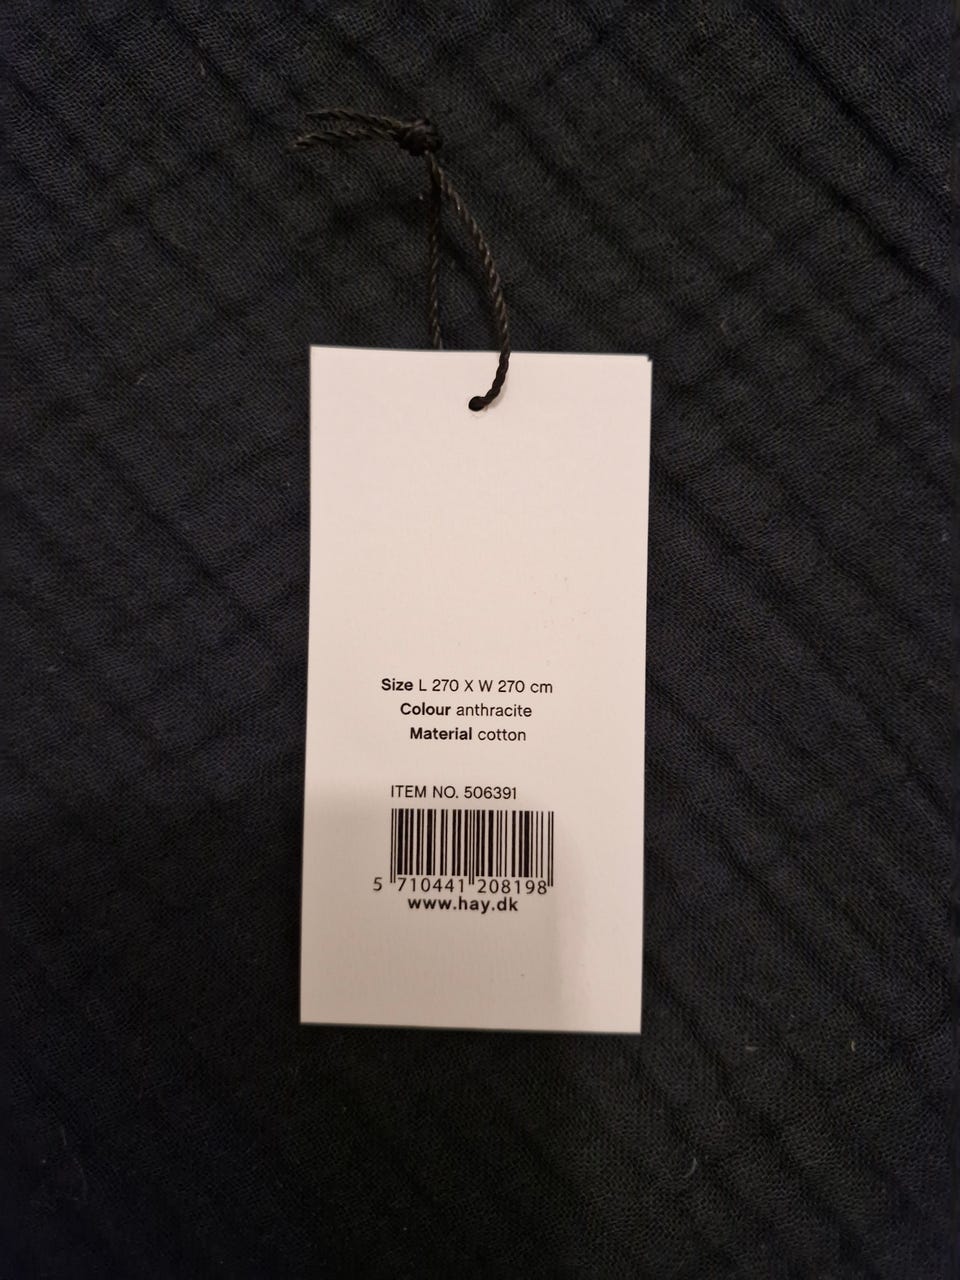 Size L 270 X W 270 cm
Colour anthracite
Material cotton
ITEM NO. 506391
5 710441 208198
www.hay.dk